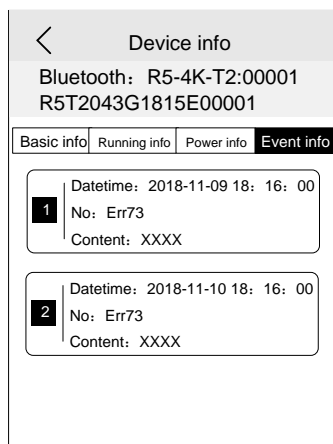 Device info
Bluetooth：R5-4K-T2:00001
R5T2043G1815E00001
Basic info Running info Power info Event info
Datetime：2018-11-09 18：16：00
1
No：Err73
Content：XXXX
Datetime：2018-11-10 18：16：00
2
No：Err73
Content：XXXX